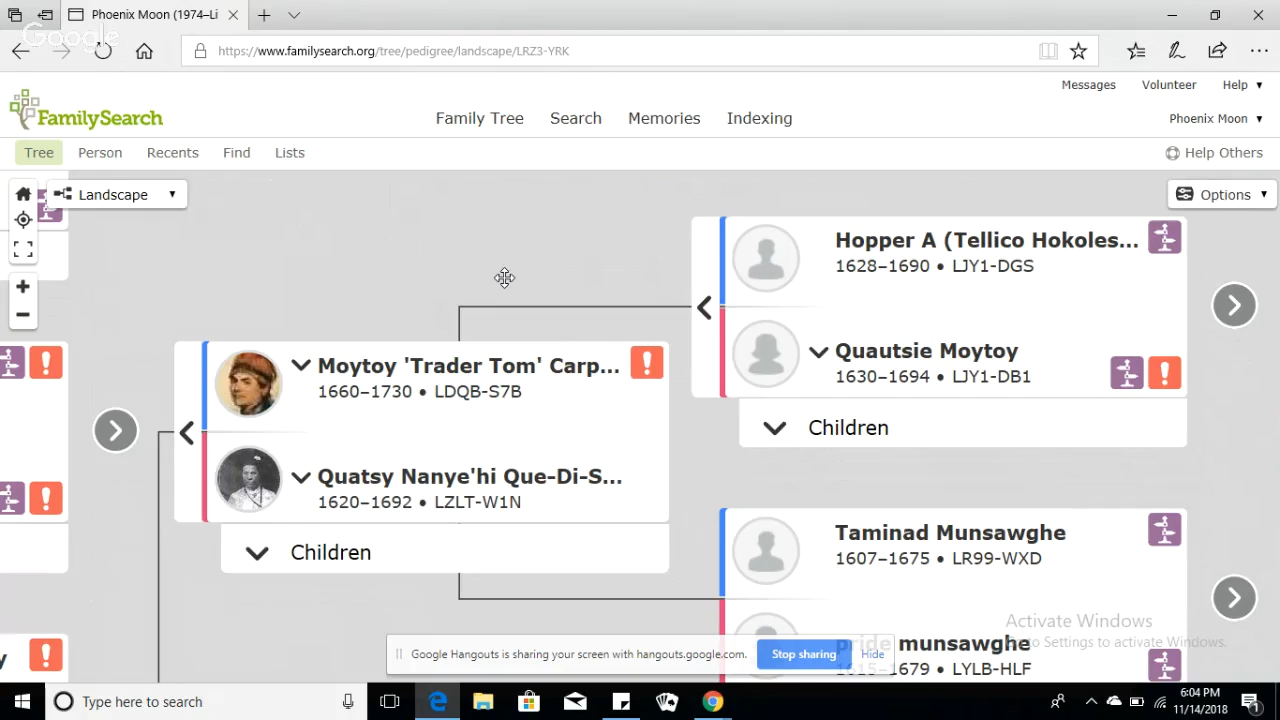 Phoenix Moon (1974–Li
Google
https://www.familysearch.org/tree/pedigree/landscape/LRZ3-YRK
Messages Volunteer Help
FamilySearch
Family Tree Search Memories Indexing
Phoenix Moon
Tree Person Recents Find Lists
Help Others
Landscape
Options
Hopper A (Tellico Hokoles...
1628–1690 • LJY1-DGS
Quautsie Moytoy
1630–1694 • LJY1-DB1
Children
Moytoy 'Trader Tom' Carp...
1660–1730 • LDQB-S7B
Quatsy Nanye'hi Que-Di-S...
1620–1692 • LZLT-W1N
Children
Taminad Munsawghe
1607–1675 • LR99-WXD
pride munsawghe
1615–1679 • LYLB-HLF
y
Activate Windows
Go to Settings to activate Windows.
Google Hangouts is sharing your screen with hangouts.google.com.
Stop sharing
Hide
Type here to search
6:04 PM
11/14/2018
1